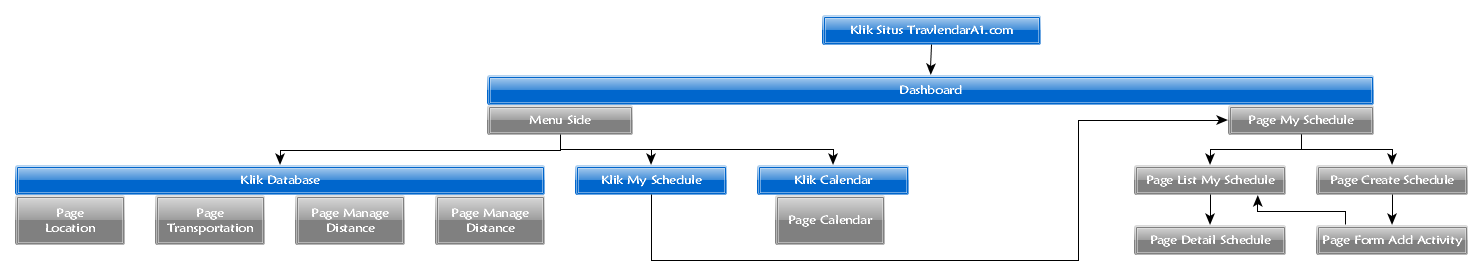 Klik Situs TravlendarA1.com
Dashboard
Menu Side
Page My Schedule
Klik Database
Klik My Schedule
Klik Calendar
Page List My Schedule
Page Create Schedule
Page
Location
Page
Transportation
Page Manage
Distance
Page Manage
Distance
Page Calendar
Page Detail Schedule
Page Form Add Activity